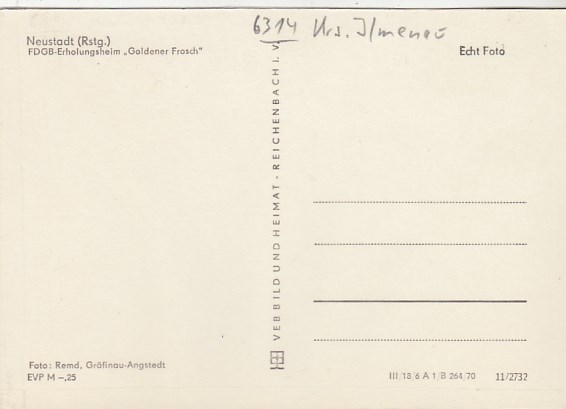 6314 Krs. Ilmenau
Neustadt (Rstg.)
FDGB-Erholungsheim „Goldener Frosch"
Echt Foto
VEB BILD UND HEIMAT - REICHENBACH I. V.
Foto: Remd, Gräfinau-Angstedt
EVP M -,25
III/18/6 A 1/B 264/70 11/2732